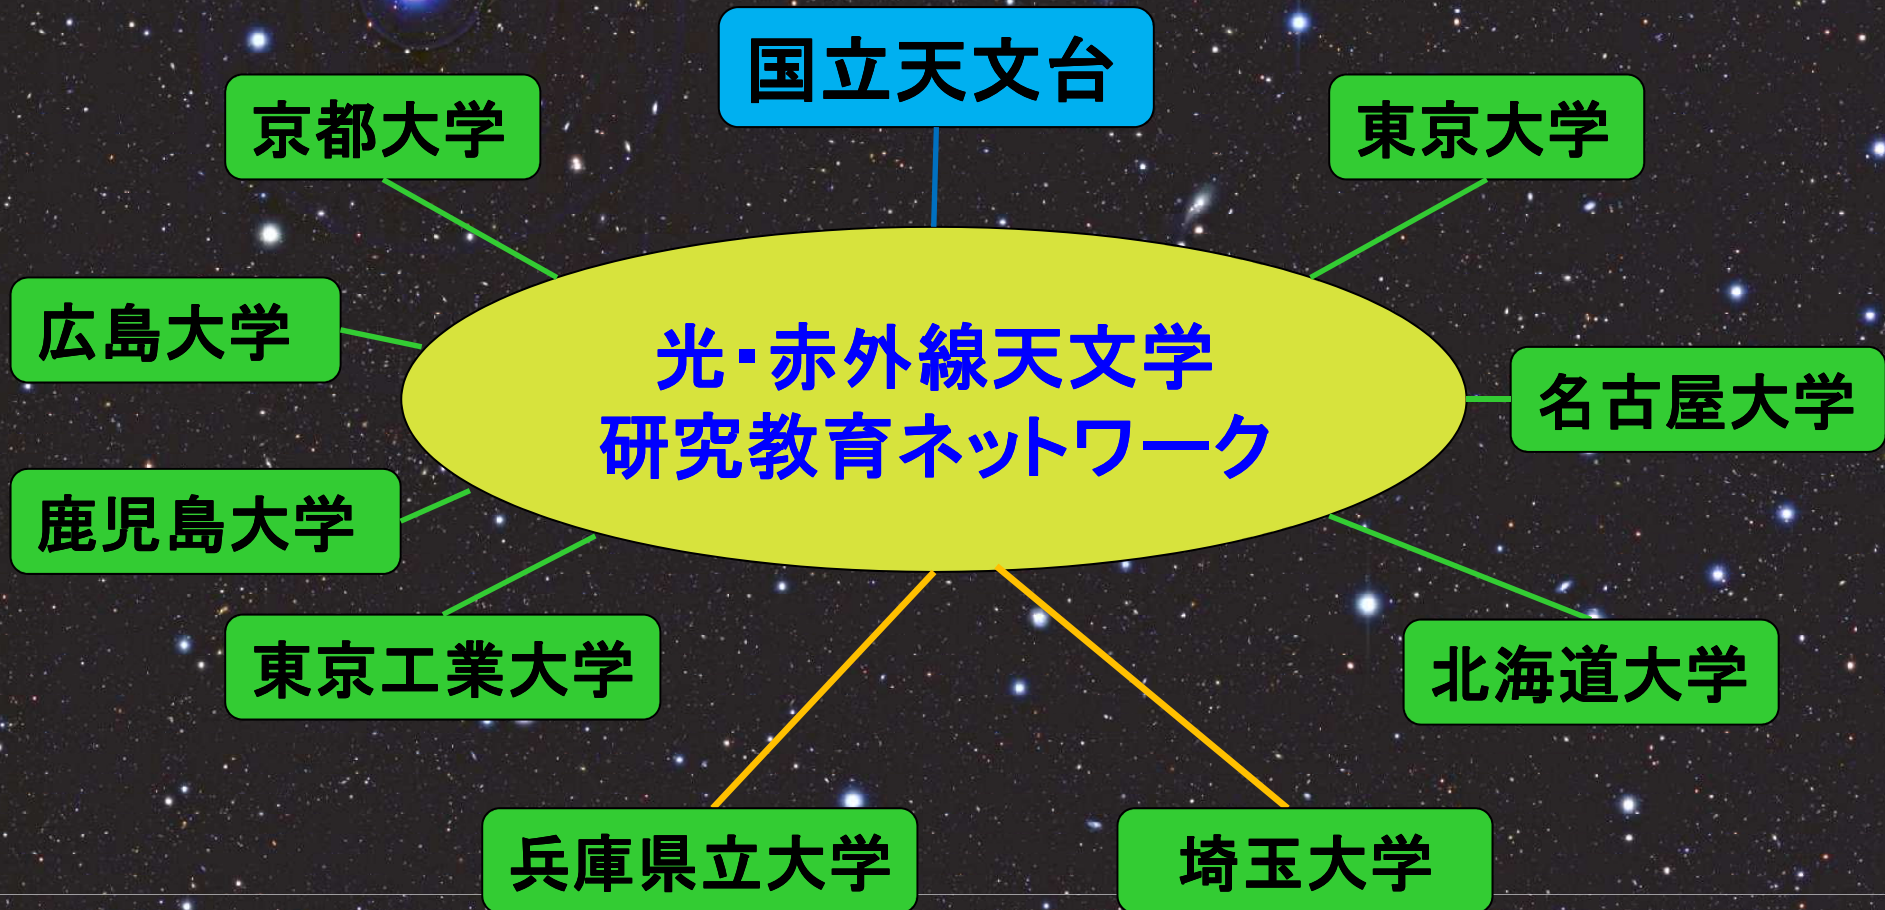 国立天文台
京都大学
東京大学
広島大学
光・赤外線天文学
研究教育ネットワーク
名古屋大学
鹿児島大学
東京工業大学
北海道大学
兵庫県立大学
埼玉大学